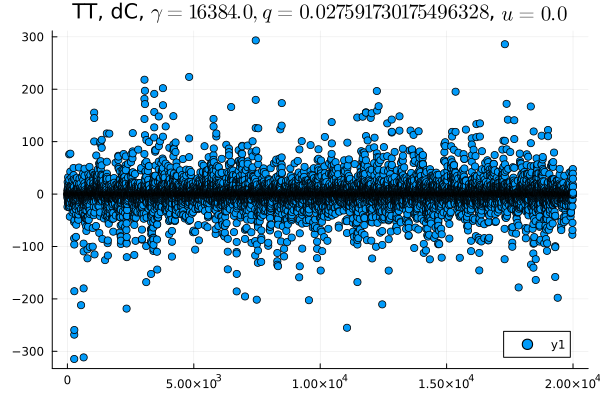 TT, dC, γ = 16384.0, q = 0.027591730175496328, u = 0.0
300
200
100
0
−100
−200
−300
y1
0 5.00×10³ 1.00×10⁴ 1.50×10⁴ 2.00×10⁴